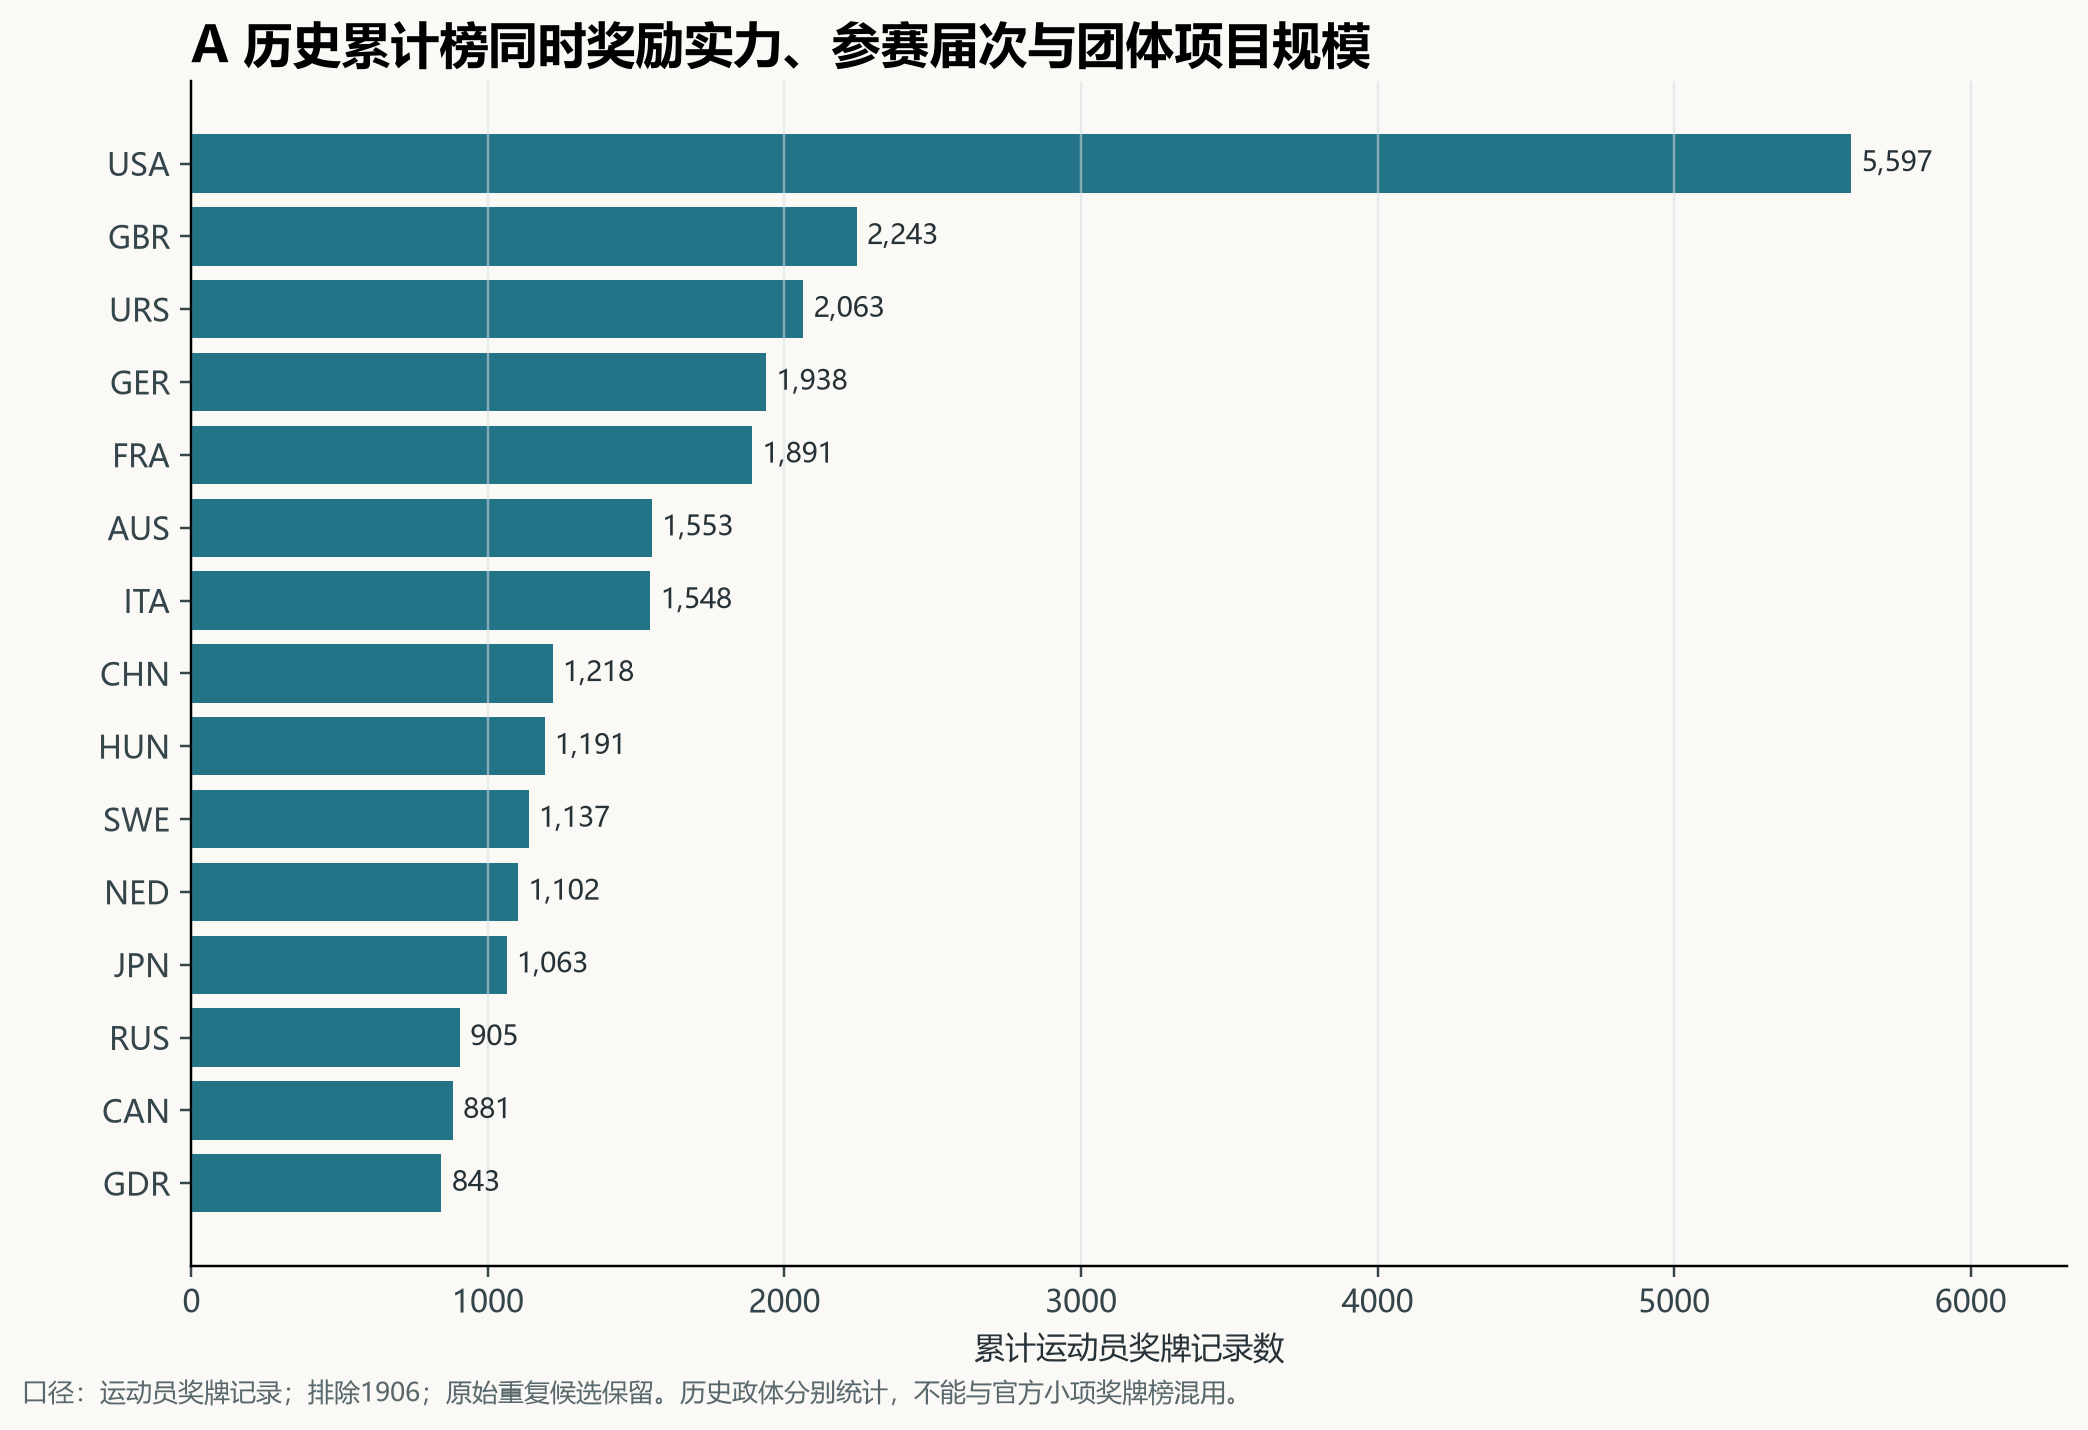 A 历史累计榜同时奖励实力、参赛届次与团体项目规模
USA 5,597
GBR 2,243
URS 2,063
GER 1,938
FRA 1,891
AUS 1,553
ITA 1,548
CHN 1,218
HUN 1,191
SWE 1,137
NED 1,102
JPN 1,063
RUS 905
CAN 881
GDR 843
0 1000 2000 3000 4000 5000 6000
累计运动员奖牌记录数
口径：运动员奖牌记录；排除1906；原始重复候选保留。历史政体分别统计，不能与官方小项奖牌榜混用。